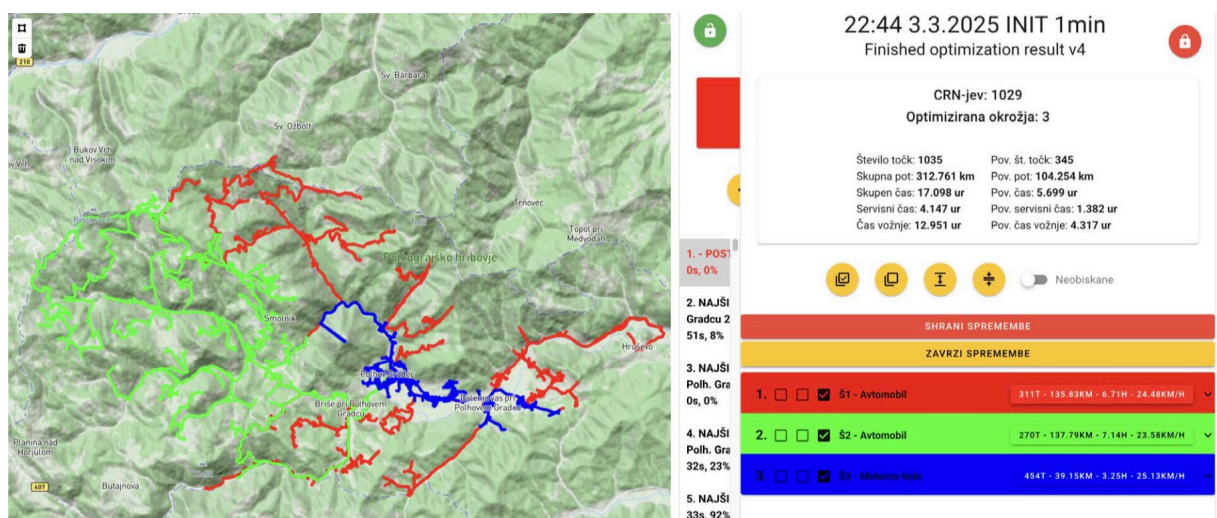 210
Sv. Barbara
Sv. Ožbolt
Bukov Vrh
nad Visokim
Trnovec
Topol pri
Medvodah
Polhograjsko hribovje
Smolnik
Hruševo
Polhov Gradec
Briše pri Polhovem
Gradcu
Polhovem Gradcu
Planina nad
Horjulom
407
Butajnova
1. - POST
0s, 0%
2. NAJŠI
Gradcu 2
51s, 8%
3. NAJŠI
Polh. Gra
0s, 0%
4. NAJŠI
Polh. Gra
32s, 23%
5. NAJŠI
33s, 92%
22:44 3.3.2025 INIT 1min
Finished optimization result v4
CRN-jev: 1029
Optimizirana okrožja: 3
Število točk: 1035 Pov. št. točk: 345
Skupna pot: 312.761 km Pov. pot: 104.254 km
Skupen čas: 17.098 ur Pov. čas: 5.699 ur
Servisni čas: 4.147 ur Pov. servisni čas: 1.382 ur
Čas vožnje: 12.951 ur Pov. čas vožnje: 4.317 ur
Neobiskane
SHRANI SPREMEMBE
ZAVRZI SPREMEMBE
1. Š1 - Avtomobil 311T - 135.83KM - 6.71H - 24.48KM/H
2. Š2 - Avtomobil 270T - 137.79KM - 7.14H - 23.58KM/H
3. Š3 - Motorno kolo 454T - 39.15KM - 3.25H - 25.13KM/H